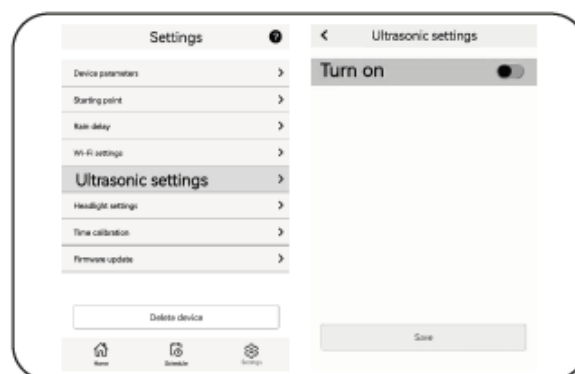 Settings
?
Device parameters
Starting point
Rain delay
Wi-Fi settings
Ultrasonic settings
Headlight settings
Time calibration
Firmware update
Delete device
Home
Schedule
Settings
Ultrasonic settings
Turn on
Save